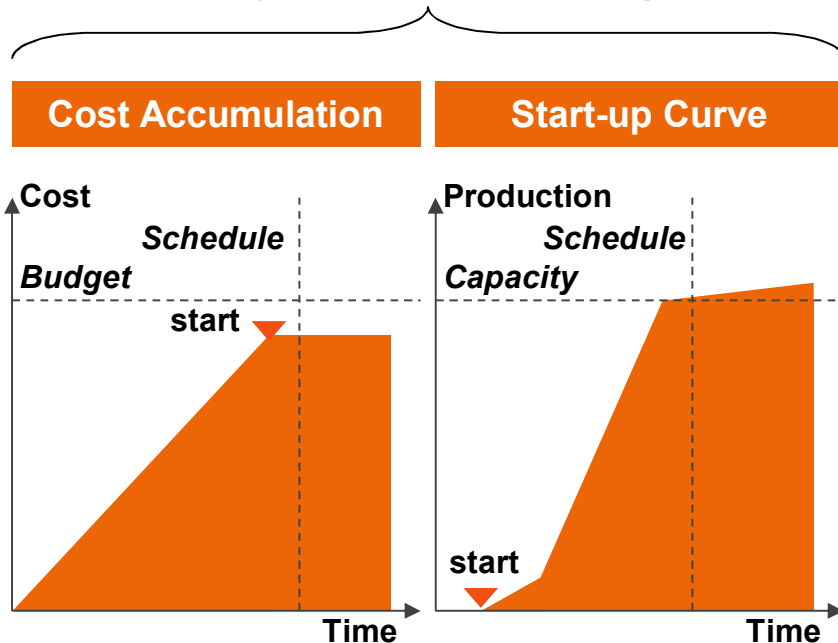 Cost Accumulation
Start-up Curve
Cost
Schedule
Budget
start
Time
Production
Schedule
Capacity
start
Time